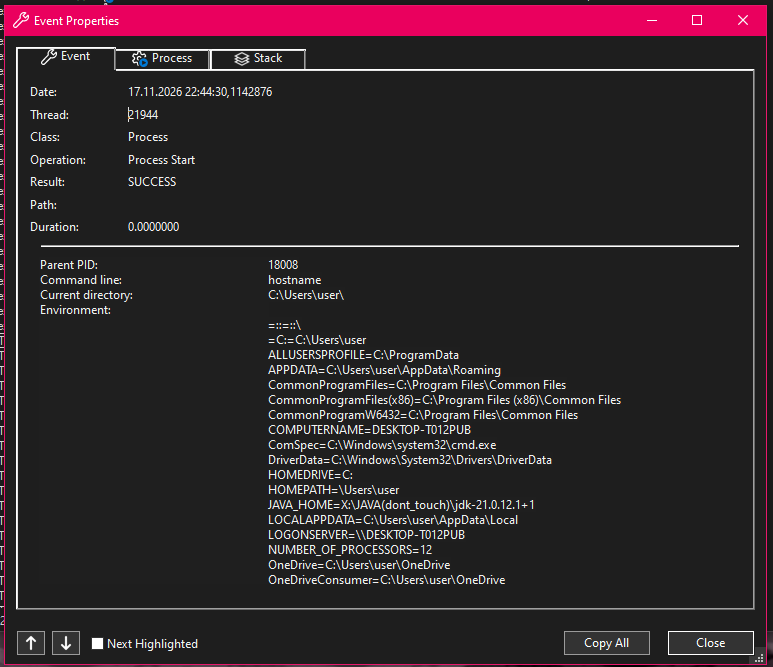 Event Properties
Event Process Stack
Date: 17.11.2026 22:44:30,1142876
Thread: 21944
Class: Process
Operation: Process Start
Result: SUCCESS
Path:
Duration: 0.0000000
Parent PID: 18008
Command line: hostname
Current directory: C:\Users\user\
Environment:
=::=::\
=C:=C:\Users\user
ALLUSERSPROFILE=C:\ProgramData
APPDATA=C:\Users\user\AppData\Roaming
CommonProgramFiles=C:\Program Files\Common Files
CommonProgramFiles(x86)=C:\Program Files (x86)\Common Files
CommonProgramW6432=C:\Program Files\Common Files
COMPUTERNAME=DESKTOP-T012PUB
ComSpec=C:\Windows\system32\cmd.exe
DriverData=C:\Windows\System32\Drivers\DriverData
HOMEDRIVE=C:
HOMEPATH=\Users\user
JAVA_HOME=X:\JAVA(dont_touch)\jdk-21.0.12.1+1
LOCALAPPDATA=C:\Users\user\AppData\Local
LOGONSERVER=\\DESKTOP-T012PUB
NUMBER_OF_PROCESSORS=12
OneDrive=C:\Users\user\OneDrive
OneDriveConsumer=C:\Users\user\OneDrive
Next Highlighted Copy All Close